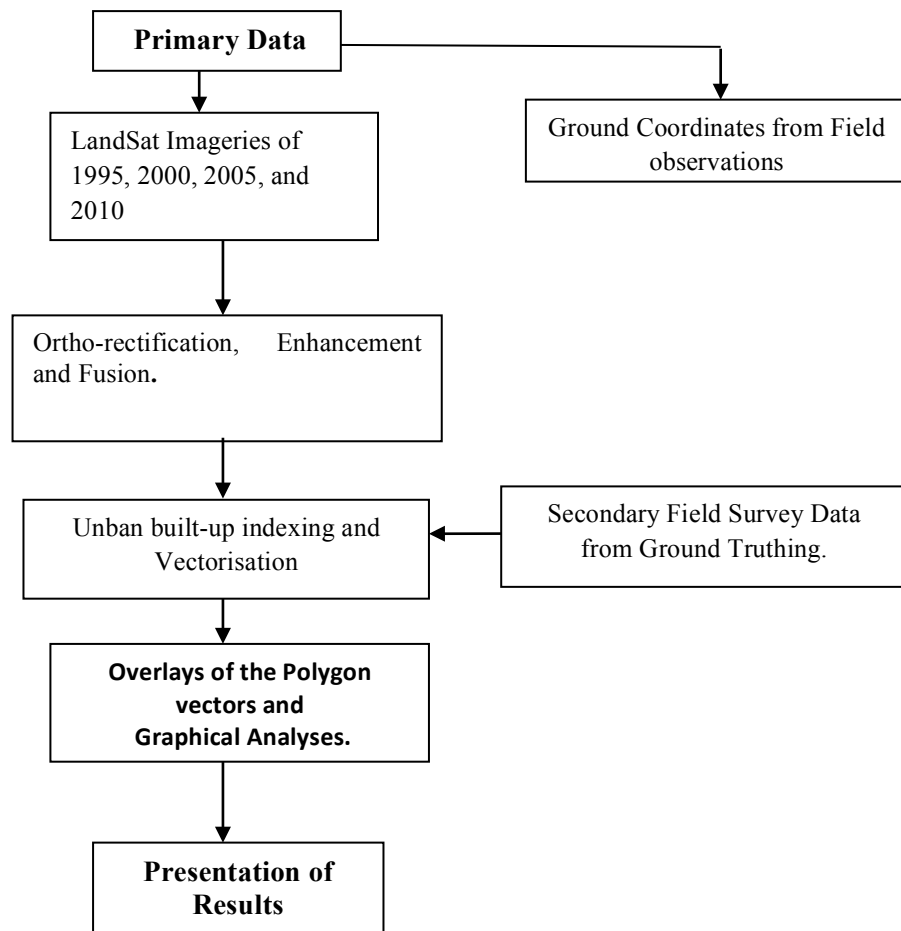 Primary Data
LandSat Imageries of
1995, 2000, 2005, and
2010
Ground Coordinates from Field
observations
Ortho-rectification, Enhancement
and Fusion.
Unban built-up indexing and
Vectorisation
Secondary Field Survey Data
from Ground Truthing.
Overlays of the Polygon
vectors and
Graphical Analyses.
Presentation of
Results